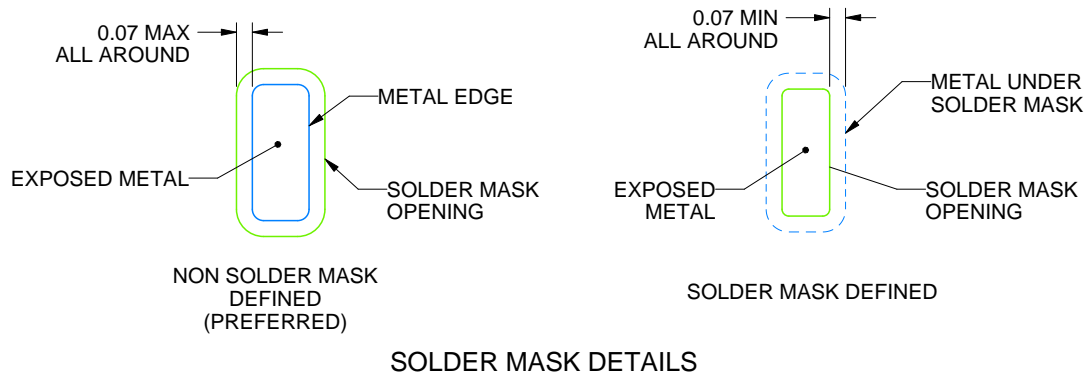 0.07 MAX
ALL AROUND
METAL EDGE
EXPOSED METAL
SOLDER MASK
OPENING
NON SOLDER MASK
DEFINED
(PREFERRED)
0.07 MIN
ALL AROUND
METAL UNDER
SOLDER MASK
EXPOSED
METAL
SOLDER MASK
OPENING
SOLDER MASK DEFINED
SOLDER MASK DETAILS